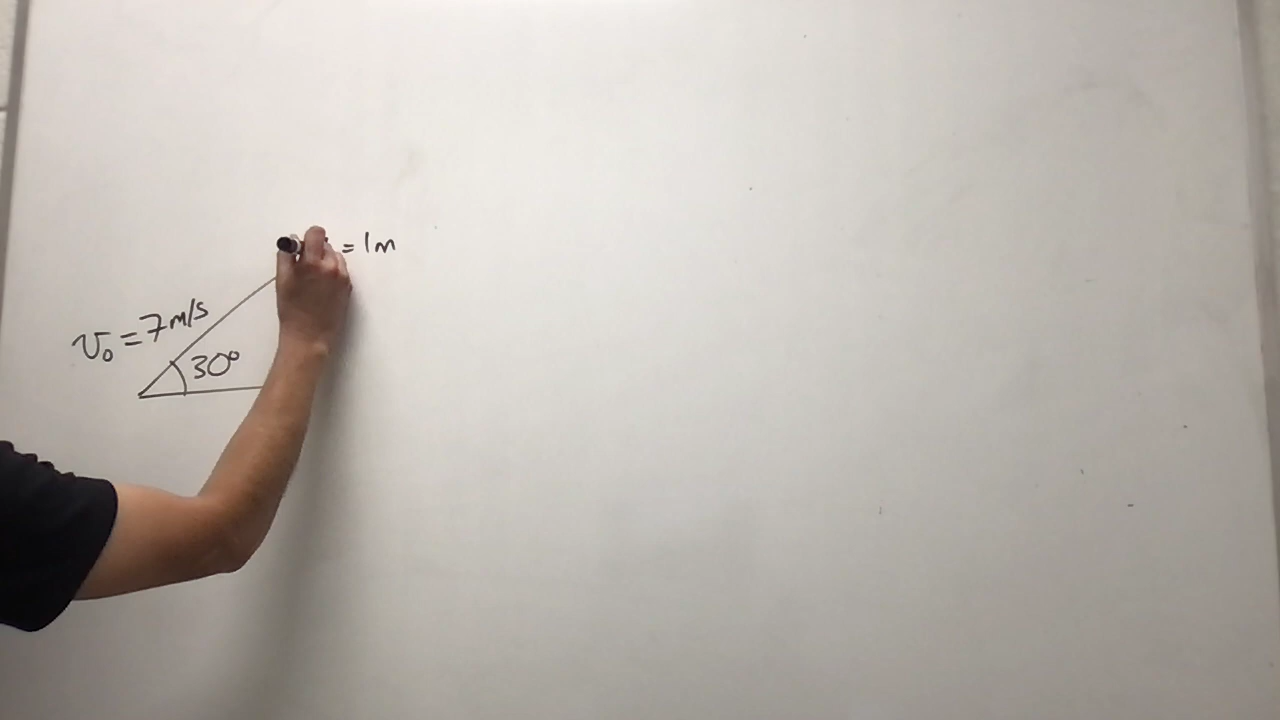 = 1m
v₀ = 7 m/s
30°